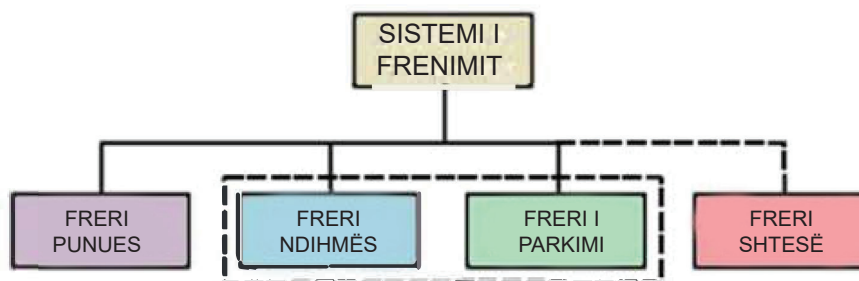 SISTEMI I
FRENIMIT
FRERI
PUNUES
FRERI
NDIHMËS
FRERI I
PARKIMI
FRERI
SHTESË